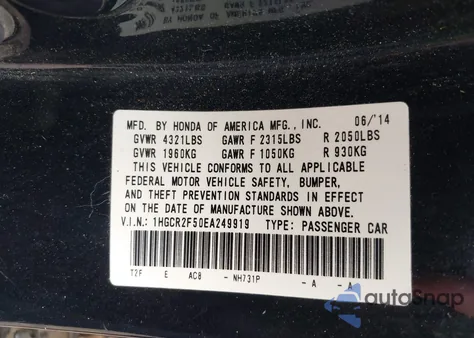 MFD. BY HONDA OF AMERICA MFG., INC. 06/'14
GVWR 4321LBS GAWR F 2315LBS R 2050LBS
GVWR 1960KG GAWR F 1050KG R 930KG
THIS VEHICLE CONFORMS TO ALL APPLICABLE
FEDERAL MOTOR VEHICLE SAFETY, BUMPER,
AND THEFT PREVENTION STANDARDS IN EFFECT
ON THE DATE OF MANUFACTURE SHOWN ABOVE.
V.I.N.: 1HGCR2F50EA249919 TYPE: PASSENGER CAR
T2F E AC8 -NH731P -A -A
autoSnap